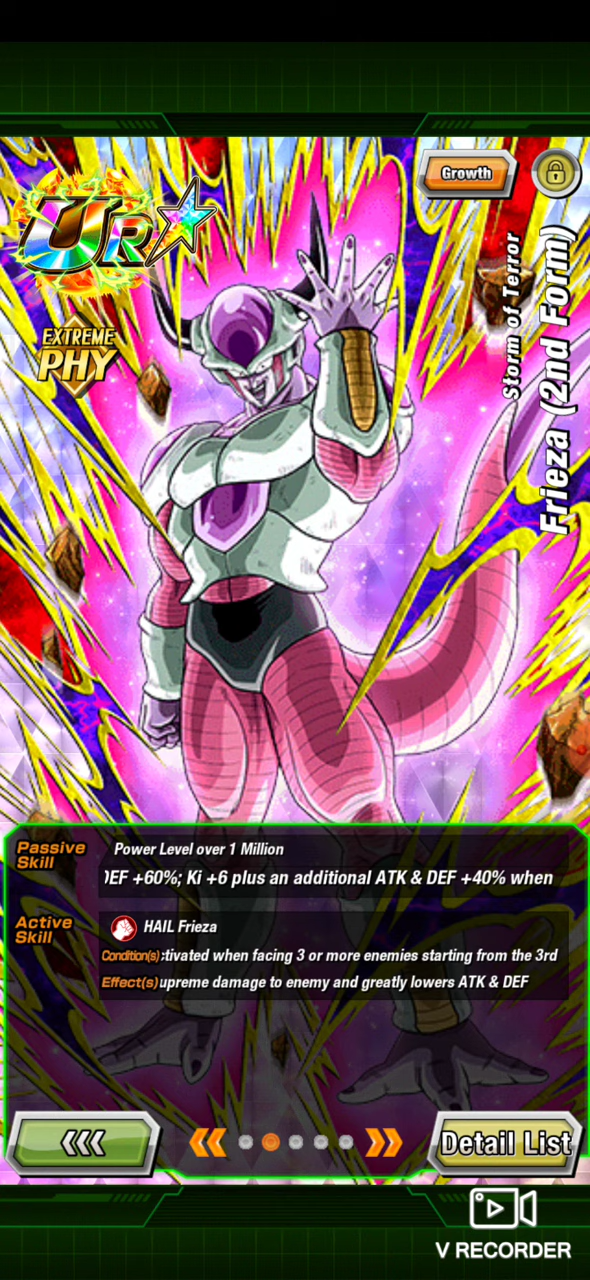 Growth
UR
EXTREME
PHY
Storm of Terror
Frieza (2nd Form)
Passive Skill
Power Level over 1 Million
DEF +60%; Ki +6 plus an additional ATK & DEF +40% when
Active Skill
HAIL Frieza
Condition(s) ctivated when facing 3 or more enemies starting from the 3rd
Effect(s) upreme damage to enemy and greatly lowers ATK & DEF
Detail List
V RECORDER